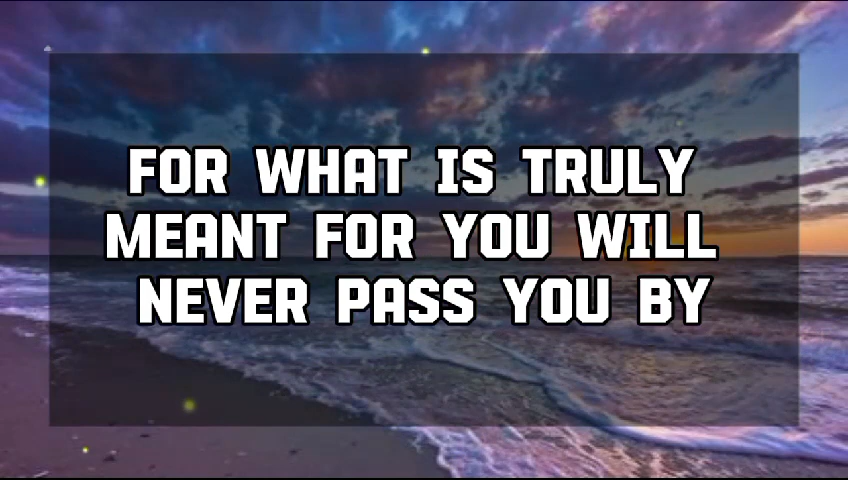 FOR WHAT IS TRULY
MEANT FOR YOU WILL
NEVER PASS YOU BY